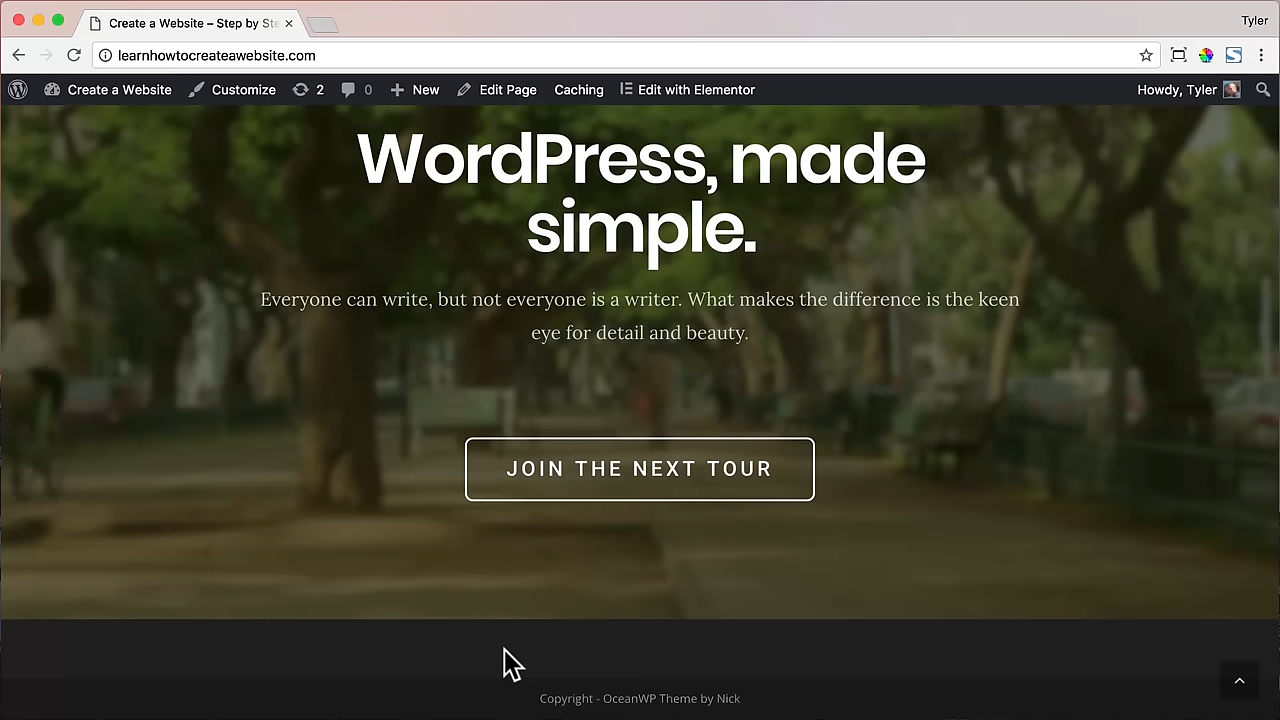 Create a Website – Step by Ste
Tyler
learnhowtocreateawebsite.com
Create a Website Customize 2 0 New Edit Page Caching Edit with Elementor Howdy, Tyler
WordPress, made
simple.
Everyone can write, but not everyone is a writer. What makes the difference is the keen
eye for detail and beauty.
JOIN THE NEXT TOUR
Copyright - OceanWP Theme by Nick